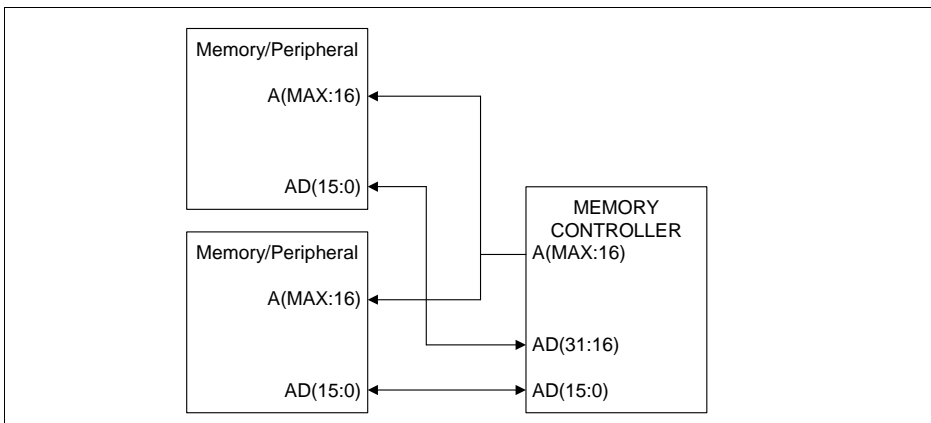 Memory/Peripheral
A(MAX:16)
AD(15:0)
Memory/Peripheral
A(MAX:16)
AD(15:0)
MEMORY
CONTROLLER
A(MAX:16)
AD(31:16)
AD(15:0)